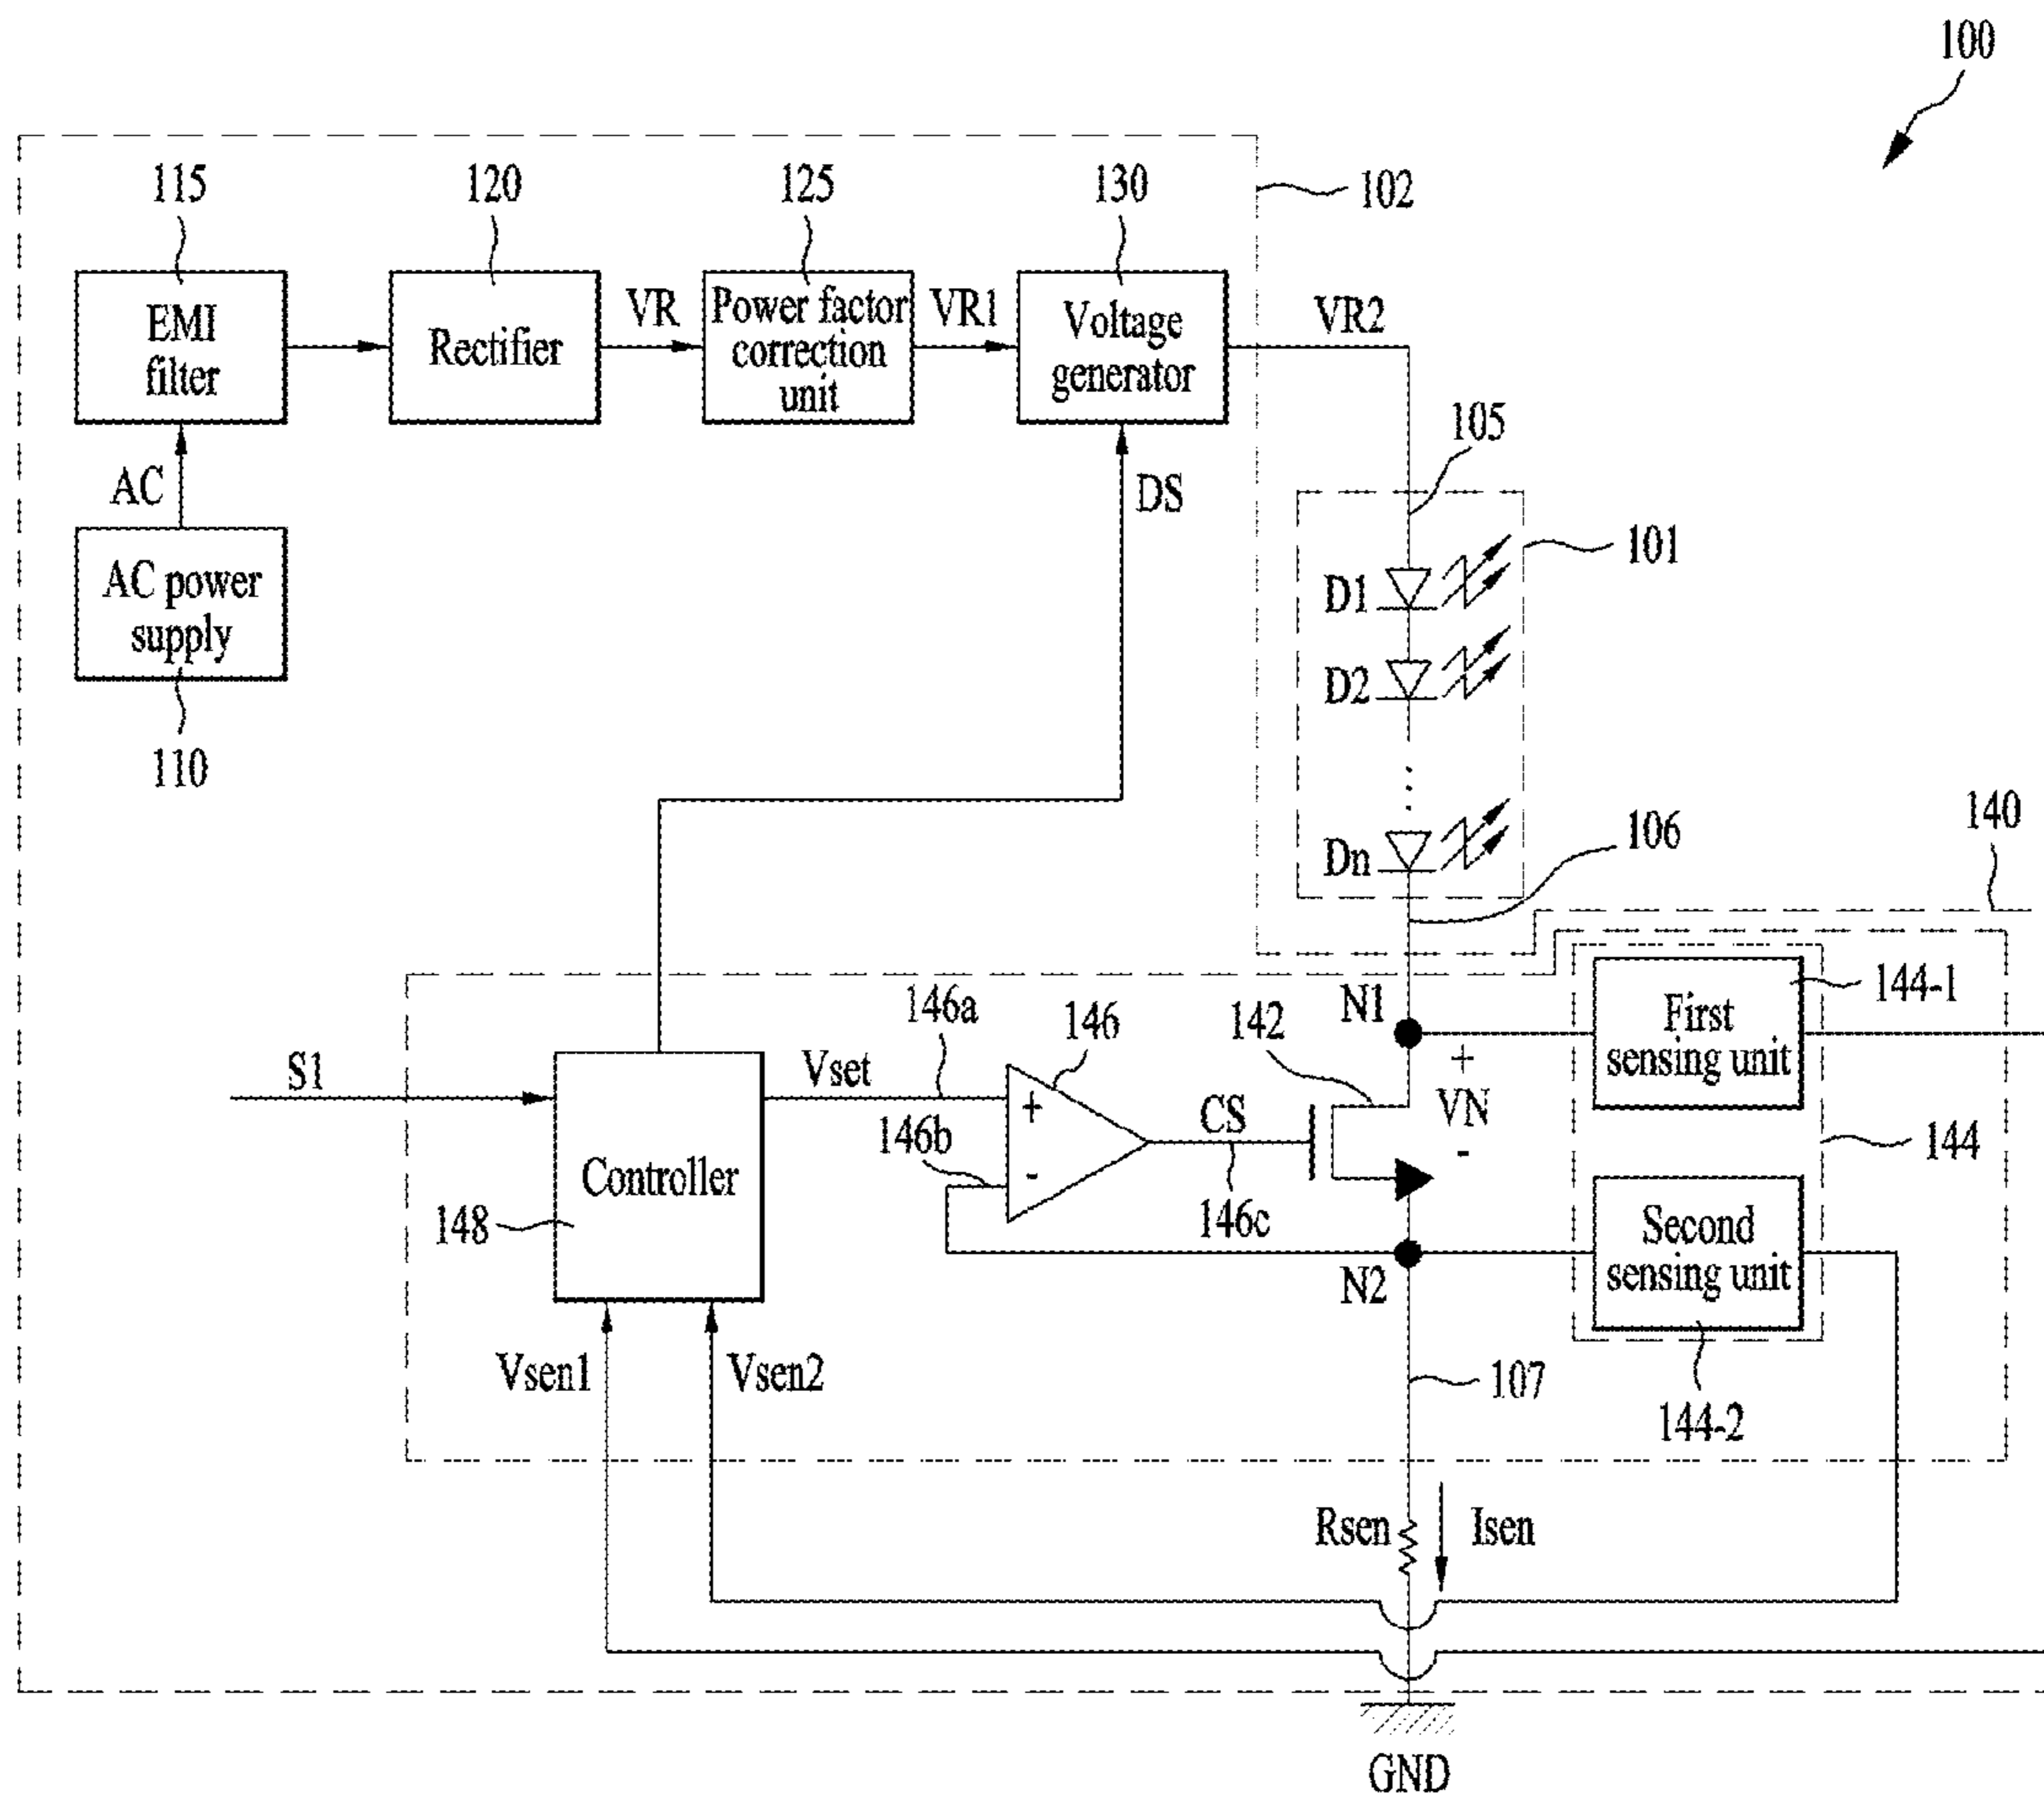 100
102
115
120
125
130
EMI
filter
Rectifier
VR
Power factor
correction
unit
VR1
Voltage
generator
VR2
AC
DS
105
AC power
supply
110
101
D1
D2
Dn
106
140
N1
146a
146
142
144-1
First
sensing unit
S1
Vset
+
VN
-
+
-
CS
146b
146c
144
Controller
148
Second
sensing unit
N2
Vsen1
Vsen2
107
144-2
Rsen
Isen
GND